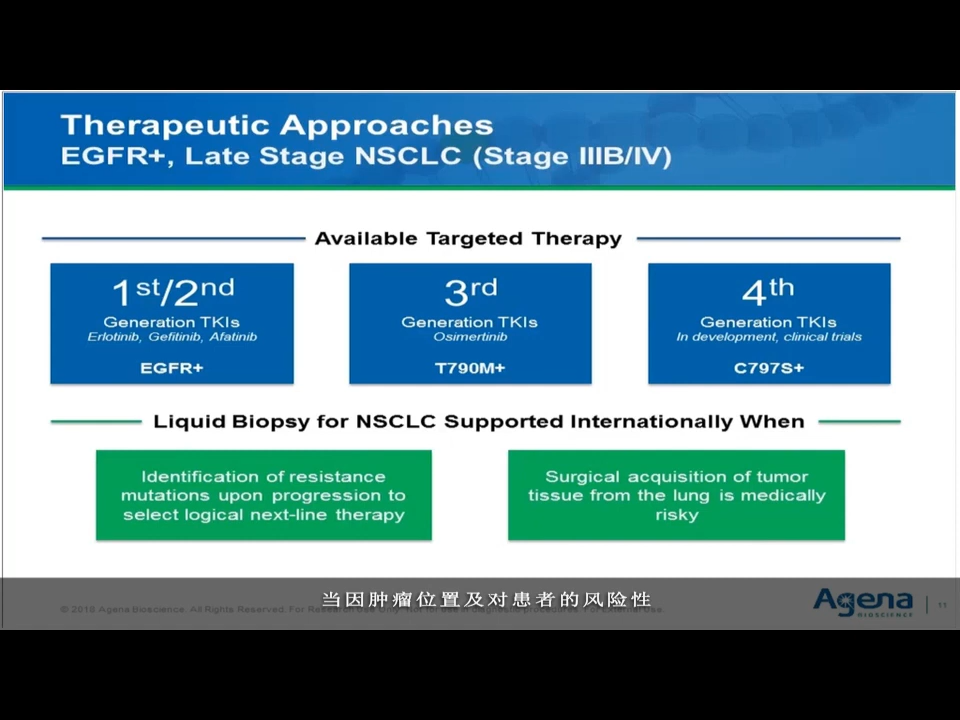 Therapeutic Approaches
EGFR+, Late Stage NSCLC (Stage IIIB/IV)
Available Targeted Therapy
1st/2nd
Generation TKIs
Erlotinib, Gefitinib, Afatinib
EGFR+
3rd
Generation TKIs
Osimertinib
T790M+
4th
Generation TKIs
In development, clinical trials
C797S+
Liquid Biopsy for NSCLC Supported Internationally When
Identification of resistance
mutations upon progression to
select logical next-line therapy
Surgical acquisition of tumor
tissue from the lung is medically
risky
当因肿瘤位置及对患者的风险性
Agena
BIOSCIENCE
11